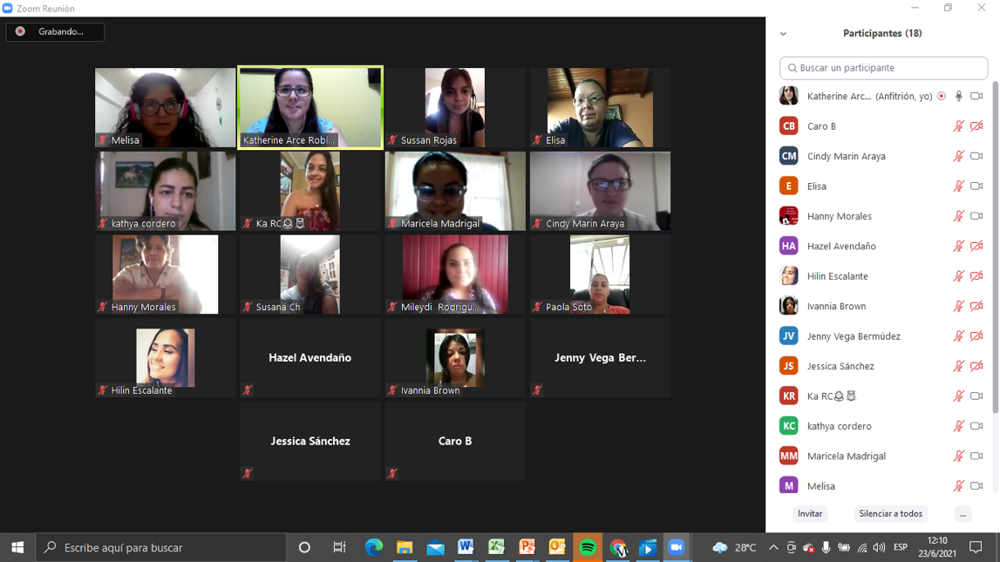 Zoom Reunión
Grabando...
Participantes (18)
Buscar un participante
Melisa
Katherine Arce Robl...
Sussan Rojas
Elisa
kathya cordero
Ka RC
Maricela Madrigal
Cindy Marin Araya
Hanny Morales
Susana Ch
Mileydi Rodrigu...
Paola Soto
Hilin Escalante
Hazel Avendaño
Ivannia Brown
Jenny Vega Ber...
Jessica Sánchez
Caro B
Katherine Arc... (Anfitrión, yo)
CB Caro B
CM Cindy Marin Araya
E Elisa
Hanny Morales
HA Hazel Avendaño
Hilin Escalante
Ivannia Brown
JV Jenny Vega Bermúdez
JS Jessica Sánchez
KR Ka RC
KC kathya cordero
MM Maricela Madrigal
M Melisa
Invitar
Silenciar a todos
...
Escribe aquí para buscar
28°C
ESP
12:10
23/6/2021